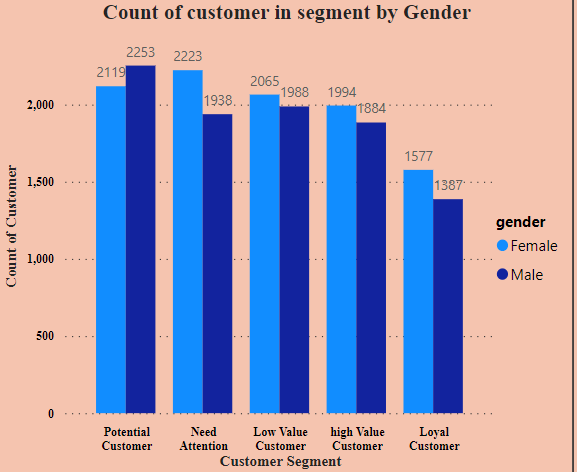 Count of customer in segment by Gender
Count of Customer
2,000
1,500
1,000
500
0
2119
2253
2223
1938
2065
1988
1994
1884
1577
1387
Potential
Customer
Need
Attention
Low Value
Customer
high Value
Customer
Loyal
Customer
Customer Segment
gender
Female
Male